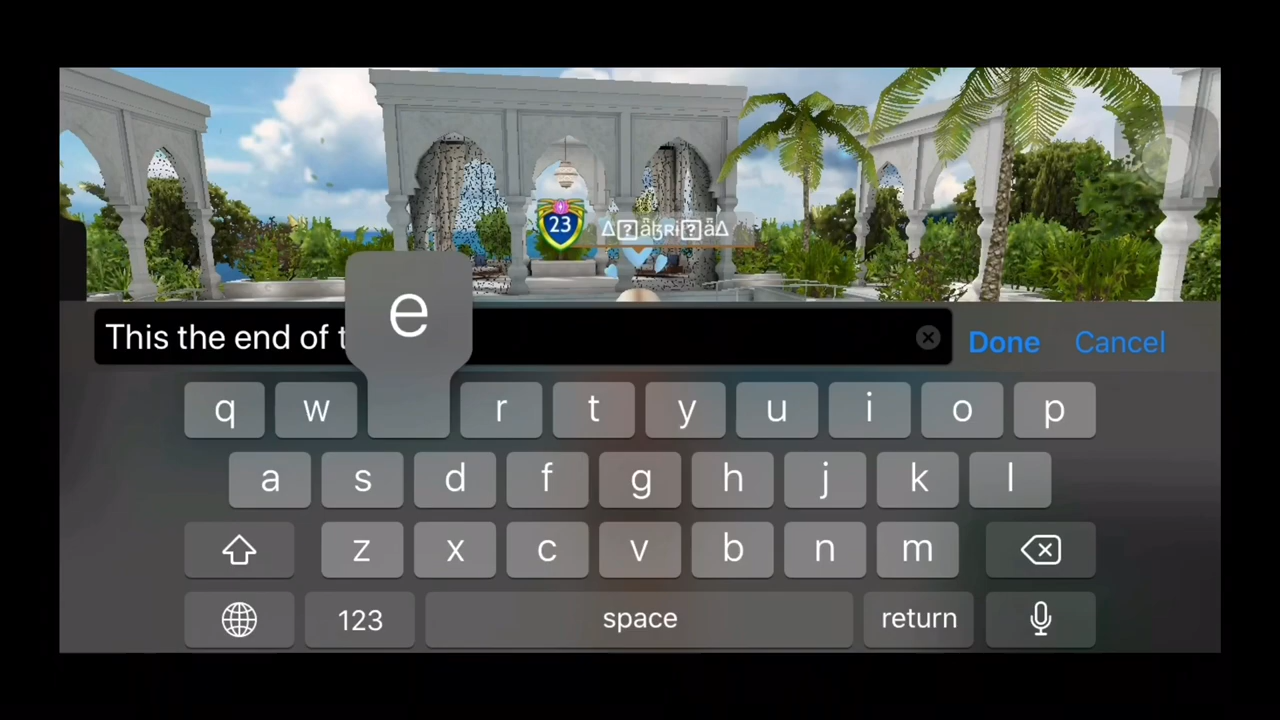 23
This the end of t
e
Done
Cancel
q w r t y u i o p
a s d f g h j k l
z x c v b n m
123 space return